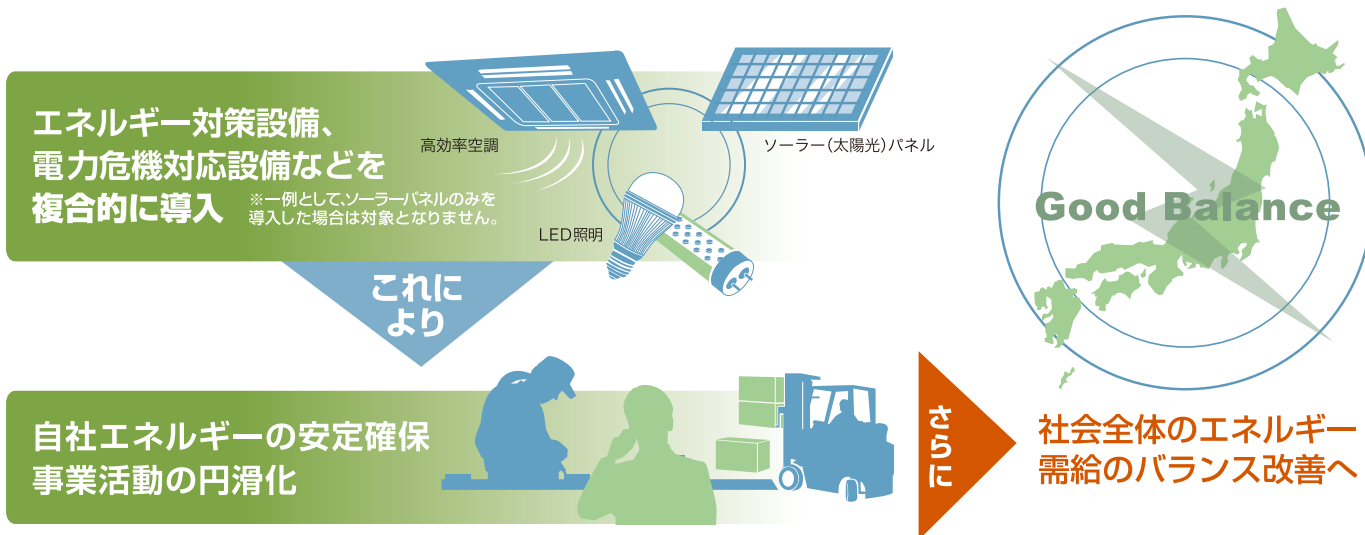 エネルギー対策設備、
電力危機対応設備などを
複合的に導入
※一例として、ソーラーパネルのみを
導入した場合は対象となりません。
高効率空調
ソーラー(太陽光)パネル
LED照明
これに
より
自社エネルギーの安定確保
事業活動の円滑化
さらに
Good Balance
社会全体のエネルギー
需給のバランス改善へ